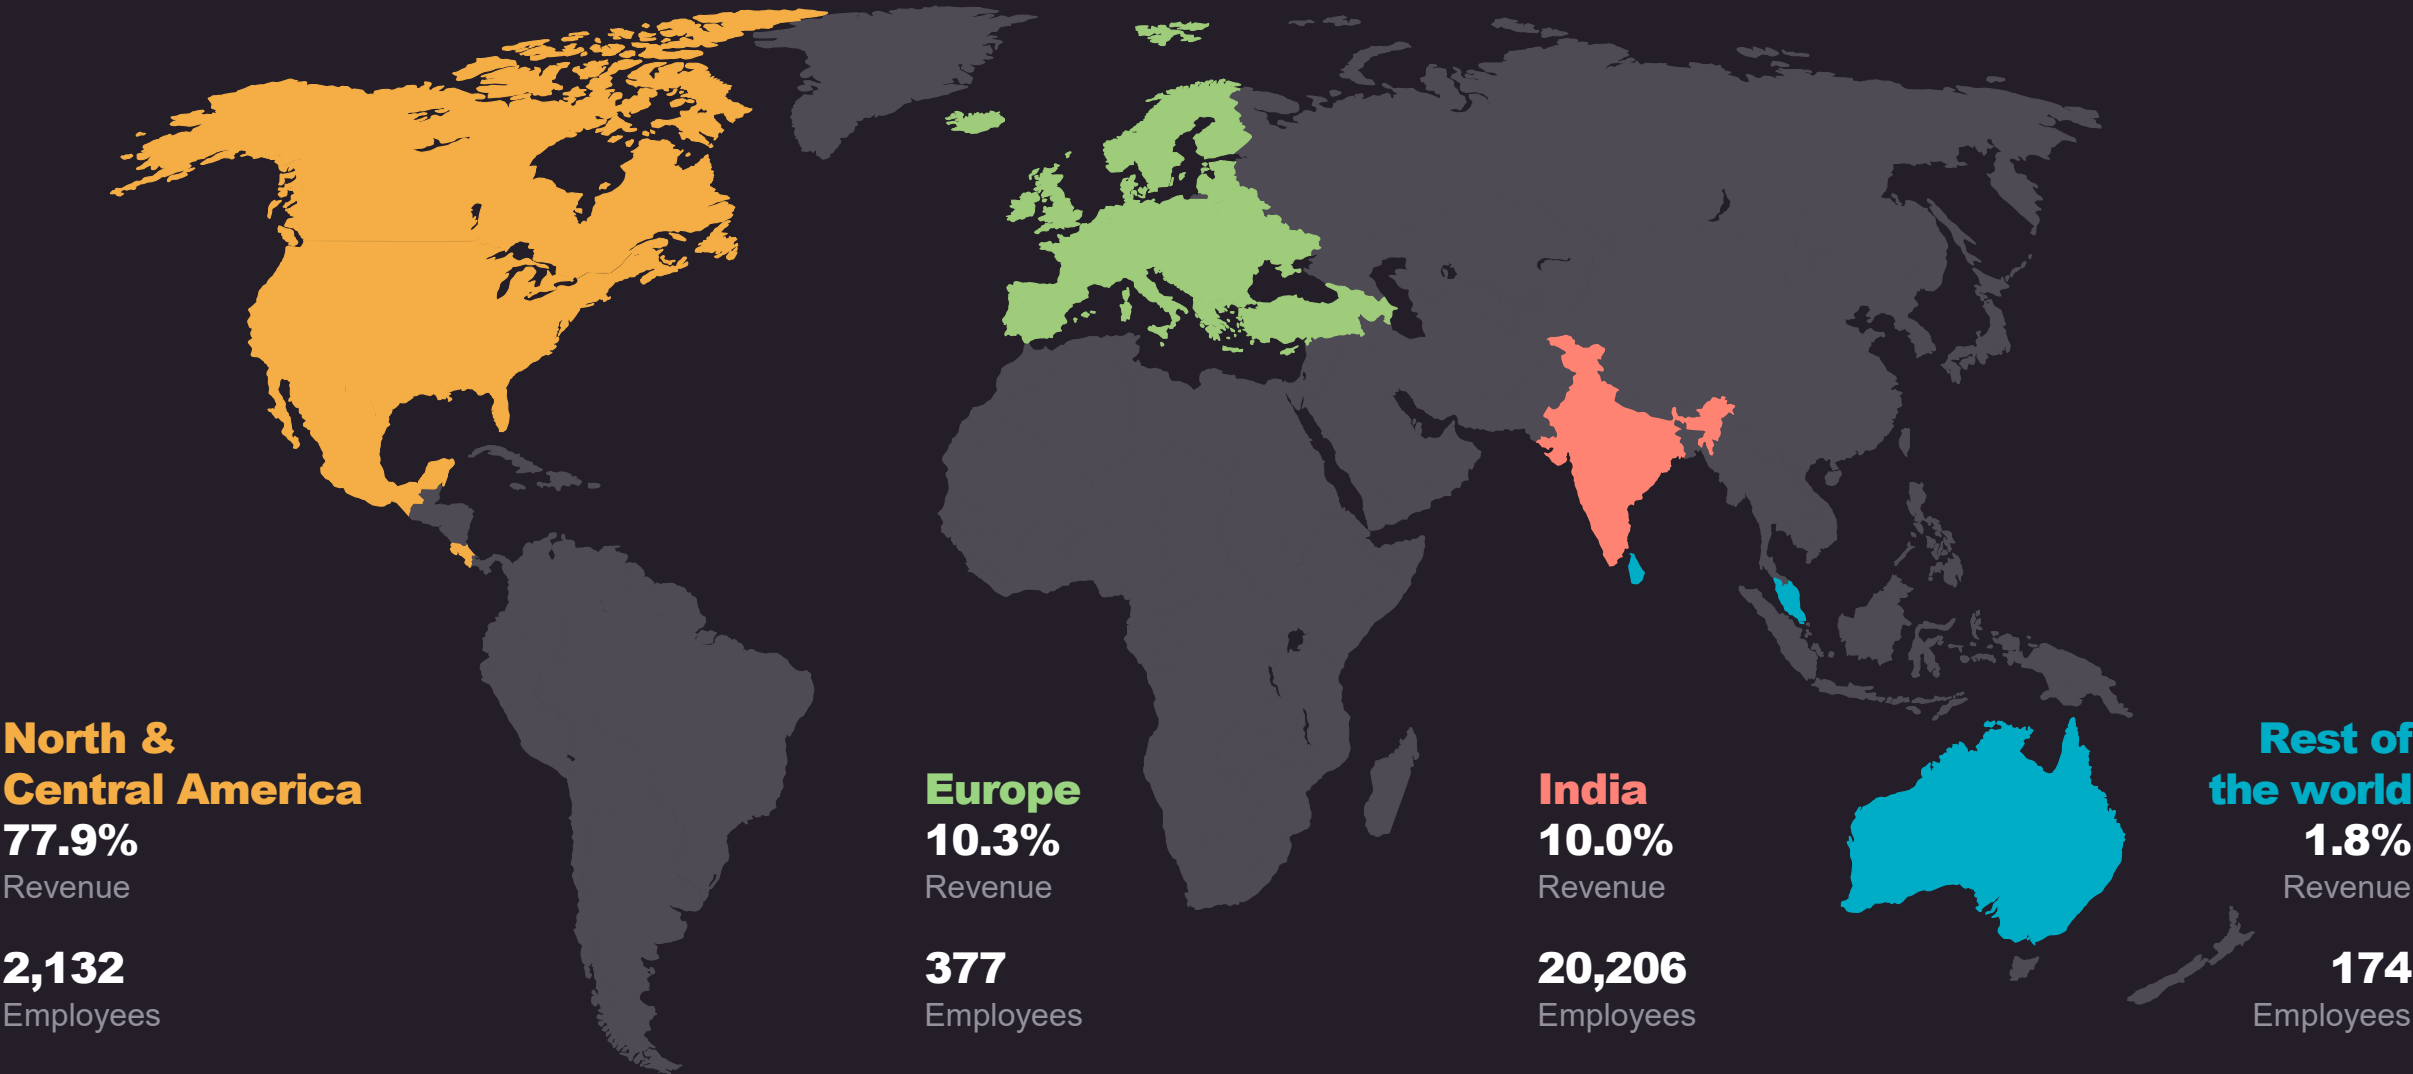 North &
Central America
77.9%
Revenue
2,132
Employees
Europe
10.3%
Revenue
377
Employees
India
10.0%
Revenue
20,206
Employees
Rest of
the world
1.8%
Revenue
174
Employees